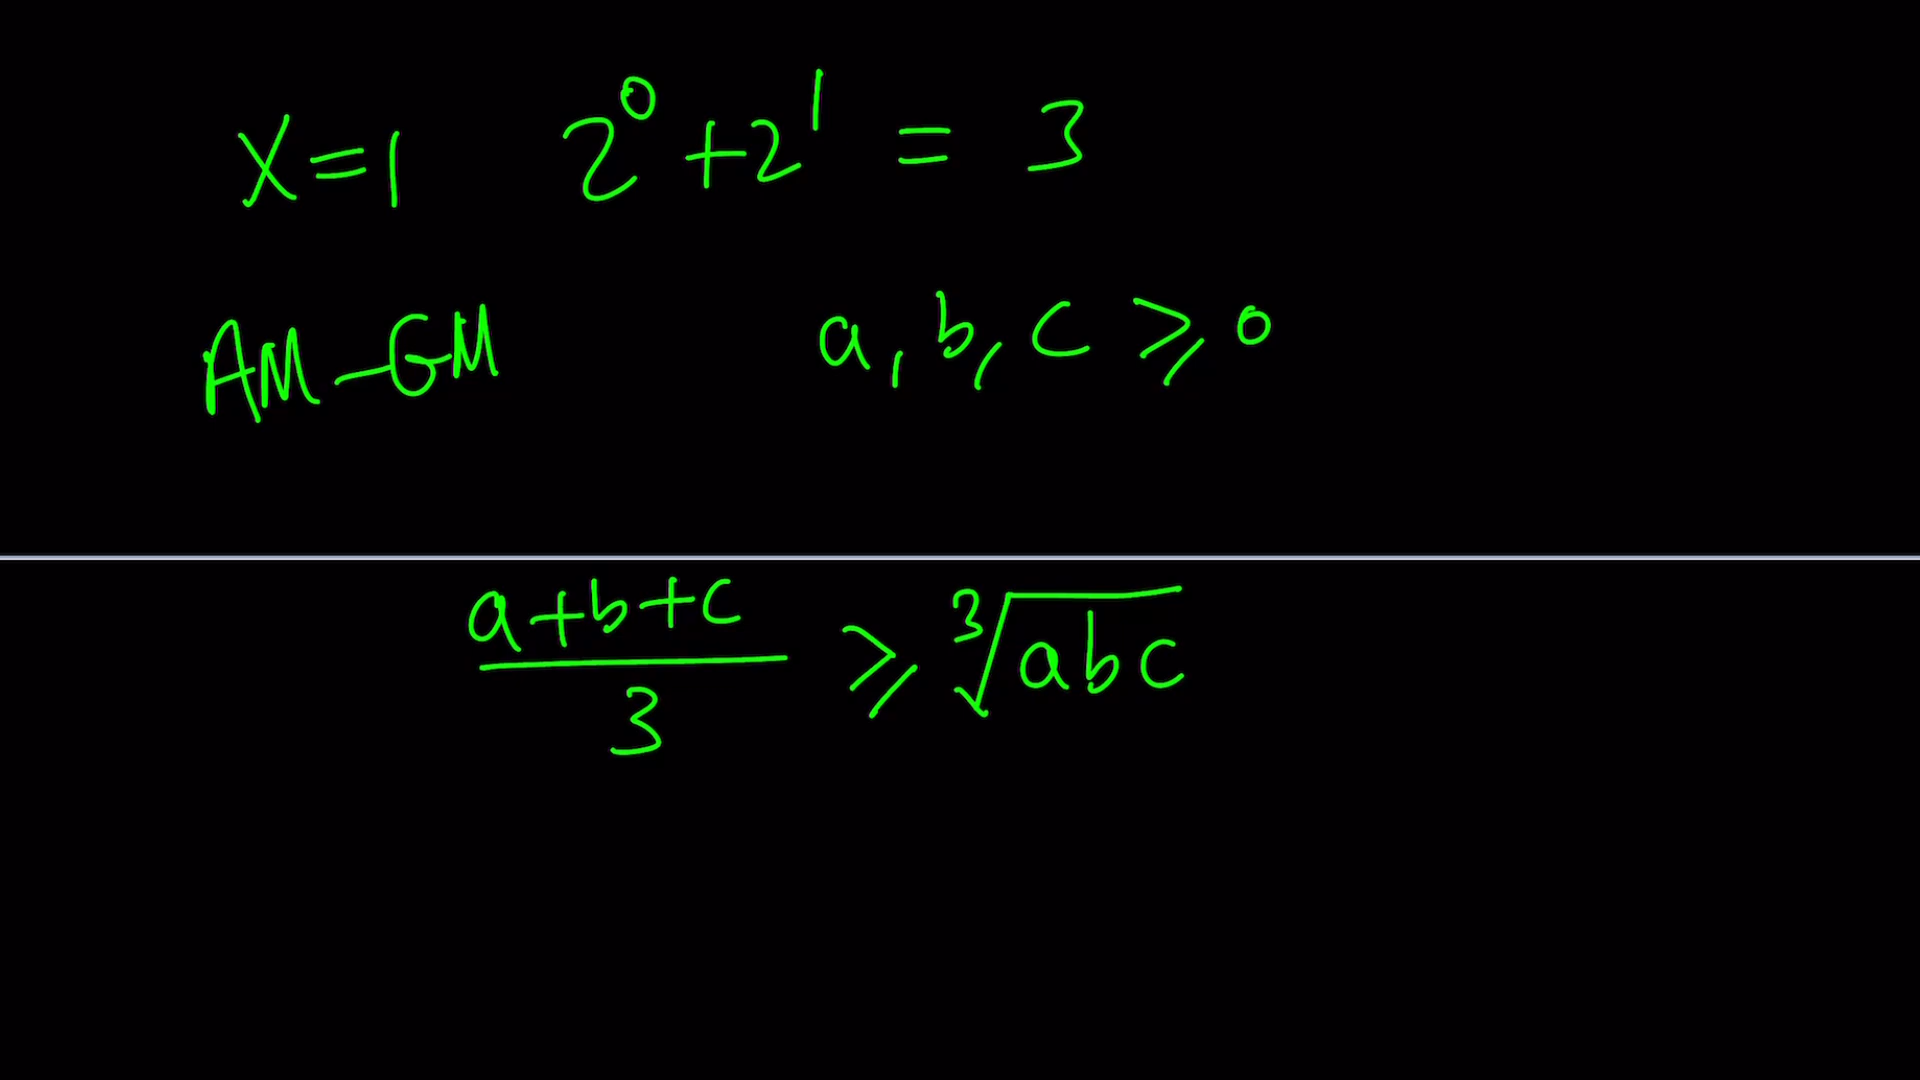 X=1 2⁰+2¹ = 3
AM-GM a, b, c ⩾ 0
(a+b+c)/3 ⩾ ∛(abc)